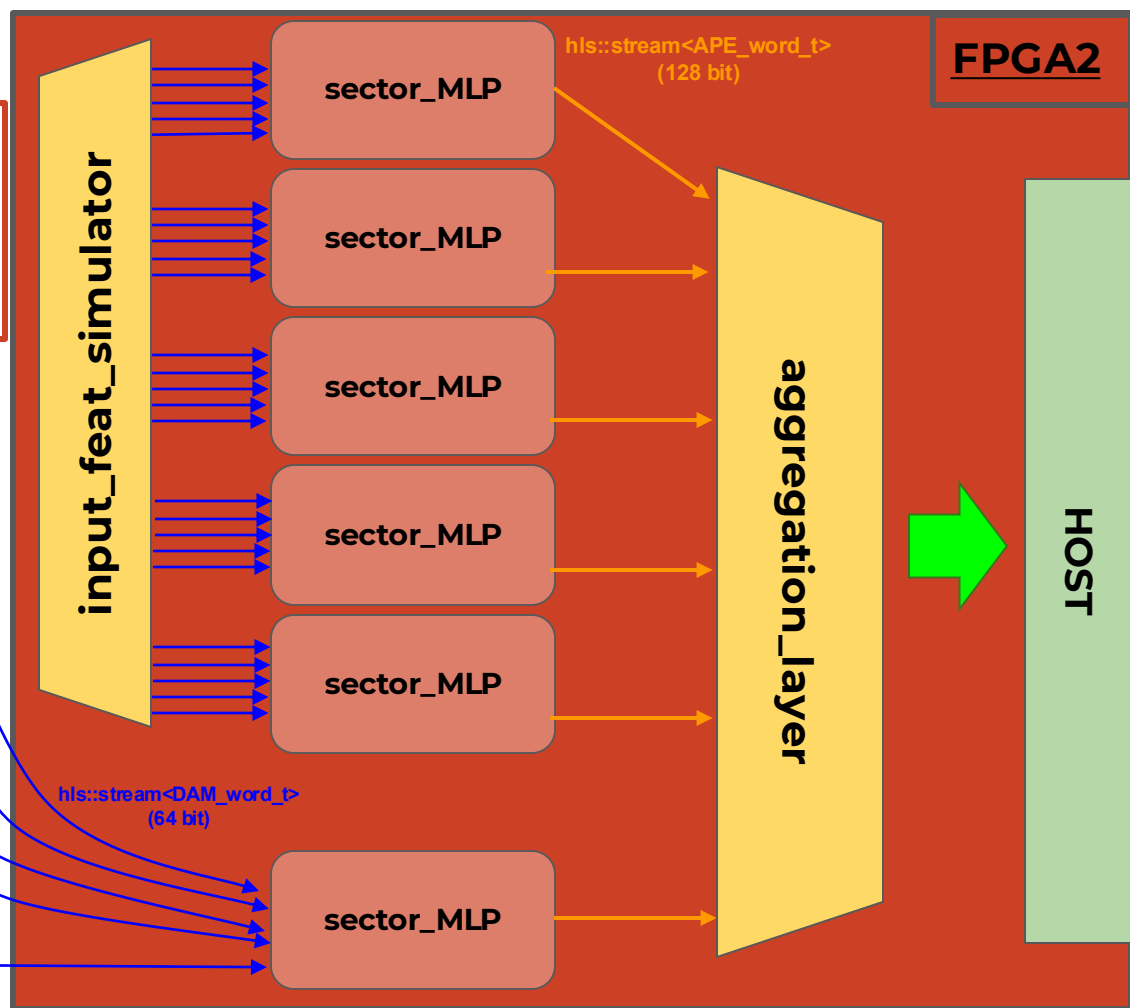 hls::stream<APE_word_t>
(128 bit)
FPGA2
input_feat_simulator
sector_MLP
sector_MLP
sector_MLP
sector_MLP
sector_MLP
aggregation_layer
HOST
hls::stream<DAM_word_t>
(64 bit)
sector_MLP